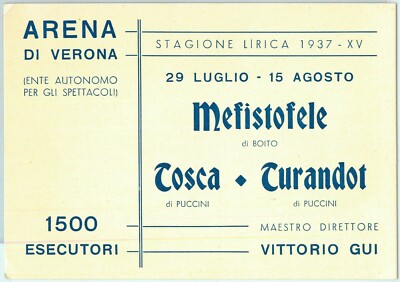 ARENA
DI VERONA
(ENTE AUTONOMO
PER GLI SPETTACOLI)
1500
ESECUTORI
STAGIONE LÍRICA 1937 - XV
29 LUGLIO - 15 AGOSTO
Mefistofele
di BOITO
Tosca • Turandot
di PUCCINI di PUCCINI
MAESTRO DIRETTORE
VITTORIO GUI